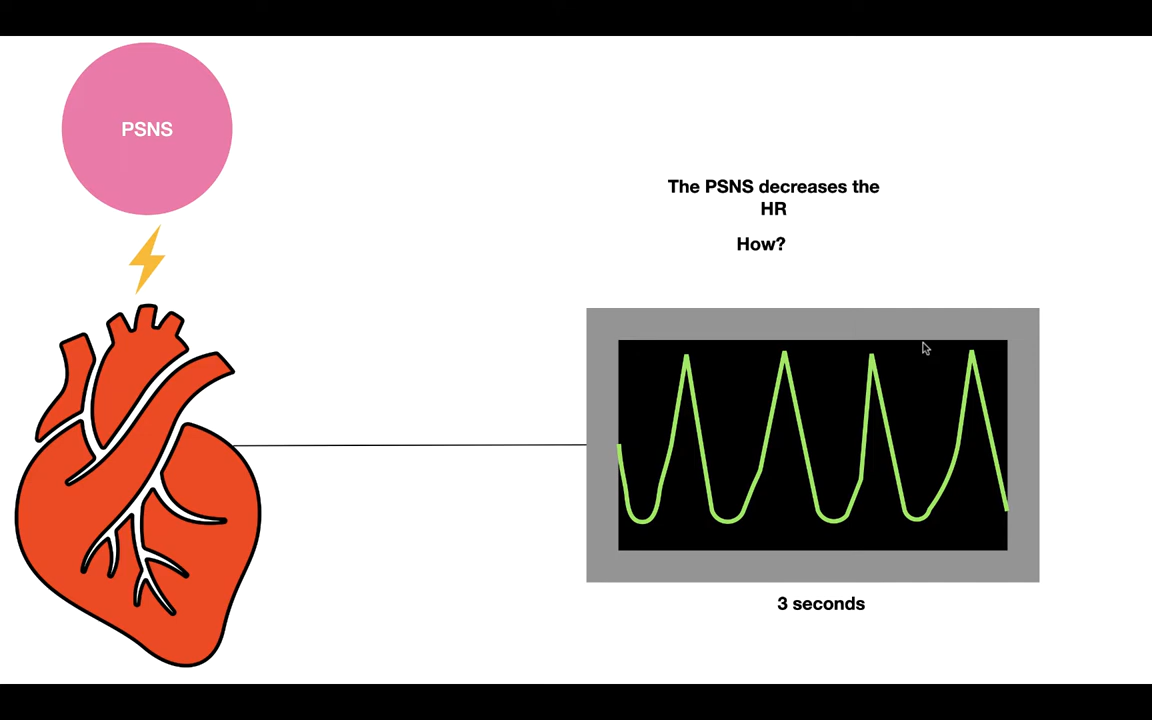 PSNS
The PSNS decreases the
HR
How?
3 seconds